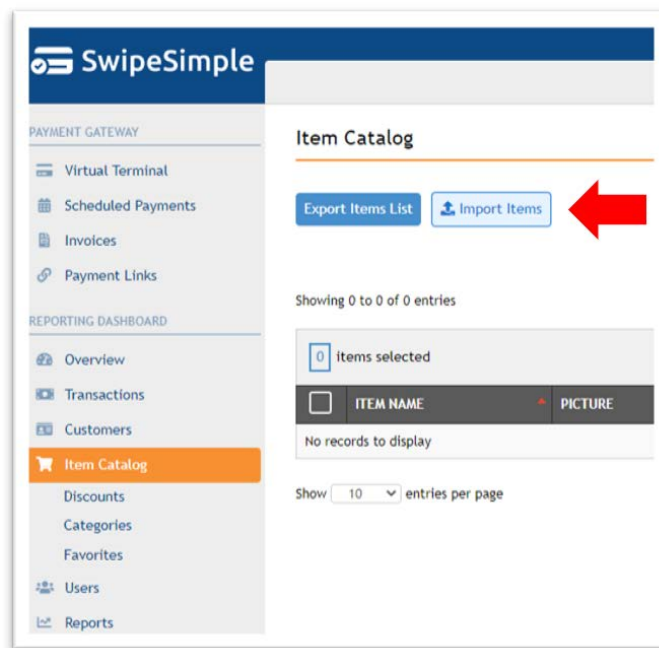 SwipeSimple
PAYMENT GATEWAY
Virtual Terminal
Scheduled Payments
Invoices
Payment Links
REPORTING DASHBOARD
Overview
Transactions
Customers
Item Catalog
Discounts
Categories
Favorites
Users
Reports
Item Catalog
Export Items List
Import Items
Showing 0 to 0 of 0 entries
0 items selected
ITEM NAME PICTURE
No records to display
Show 10 entries per page